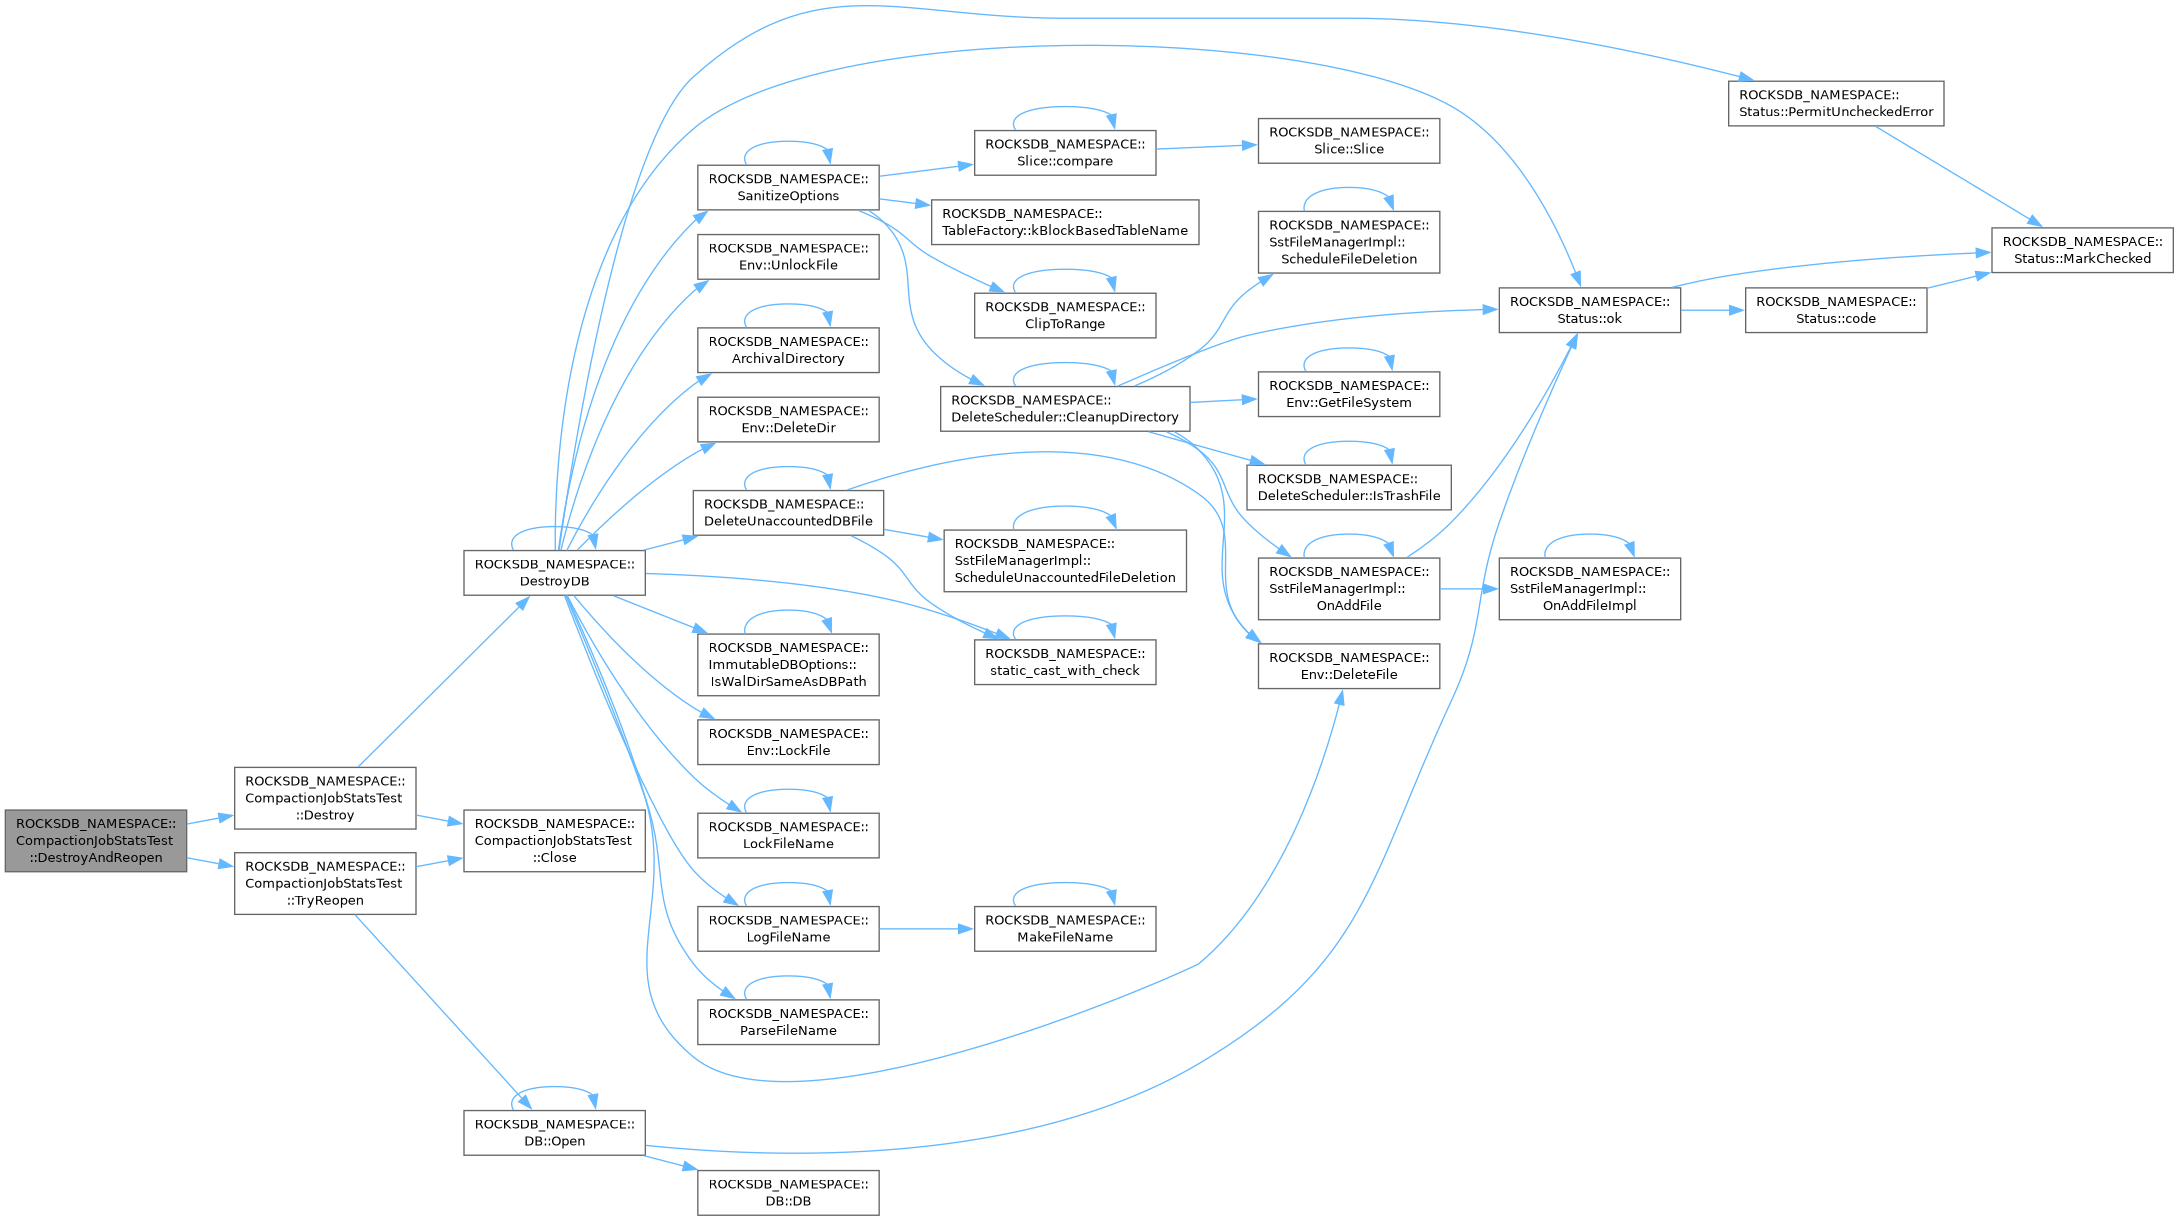 ROCKSDB_NAMESPACE::
CompactionJobStatsTest
::DestroyAndReopen
ROCKSDB_NAMESPACE::
CompactionJobStatsTest
::Destroy
ROCKSDB_NAMESPACE::
CompactionJobStatsTest
::TryReopen
ROCKSDB_NAMESPACE::
DestroyDB
ROCKSDB_NAMESPACE::
CompactionJobStatsTest
::Close
ROCKSDB_NAMESPACE::
DB::Open
ROCKSDB_NAMESPACE::
SanitizeOptions
ROCKSDB_NAMESPACE::
Env::UnlockFile
ROCKSDB_NAMESPACE::
ArchivalDirectory
ROCKSDB_NAMESPACE::
Env::DeleteDir
ROCKSDB_NAMESPACE::
DeleteUnaccountedDBFile
ROCKSDB_NAMESPACE::
ImmutableDBOptions::
IsWalDirSameAsDBPath
ROCKSDB_NAMESPACE::
Env::LockFile
ROCKSDB_NAMESPACE::
LockFileName
ROCKSDB_NAMESPACE::
LogFileName
ROCKSDB_NAMESPACE::
ParseFileName
ROCKSDB_NAMESPACE::
DB::DB
ROCKSDB_NAMESPACE::
Slice::compare
ROCKSDB_NAMESPACE::
TableFactory::kBlockBasedTableName
ROCKSDB_NAMESPACE::
ClipToRange
ROCKSDB_NAMESPACE::
DeleteScheduler::CleanupDirectory
ROCKSDB_NAMESPACE::
SstFileManagerImpl::
ScheduleUnaccountedFileDeletion
ROCKSDB_NAMESPACE::
static_cast_with_check
ROCKSDB_NAMESPACE::
MakeFileName
ROCKSDB_NAMESPACE::
Slice::Slice
ROCKSDB_NAMESPACE::
SstFileManagerImpl::
ScheduleFileDeletion
ROCKSDB_NAMESPACE::
Env::GetFileSystem
ROCKSDB_NAMESPACE::
DeleteScheduler::IsTrashFile
ROCKSDB_NAMESPACE::
SstFileManagerImpl::
OnAddFile
ROCKSDB_NAMESPACE::
Env::DeleteFile
ROCKSDB_NAMESPACE::
Status::ok
ROCKSDB_NAMESPACE::
SstFileManagerImpl::
OnAddFileImpl
ROCKSDB_NAMESPACE::
Status::PermitUncheckedError
ROCKSDB_NAMESPACE::
Status::code
ROCKSDB_NAMESPACE::
Status::MarkChecked